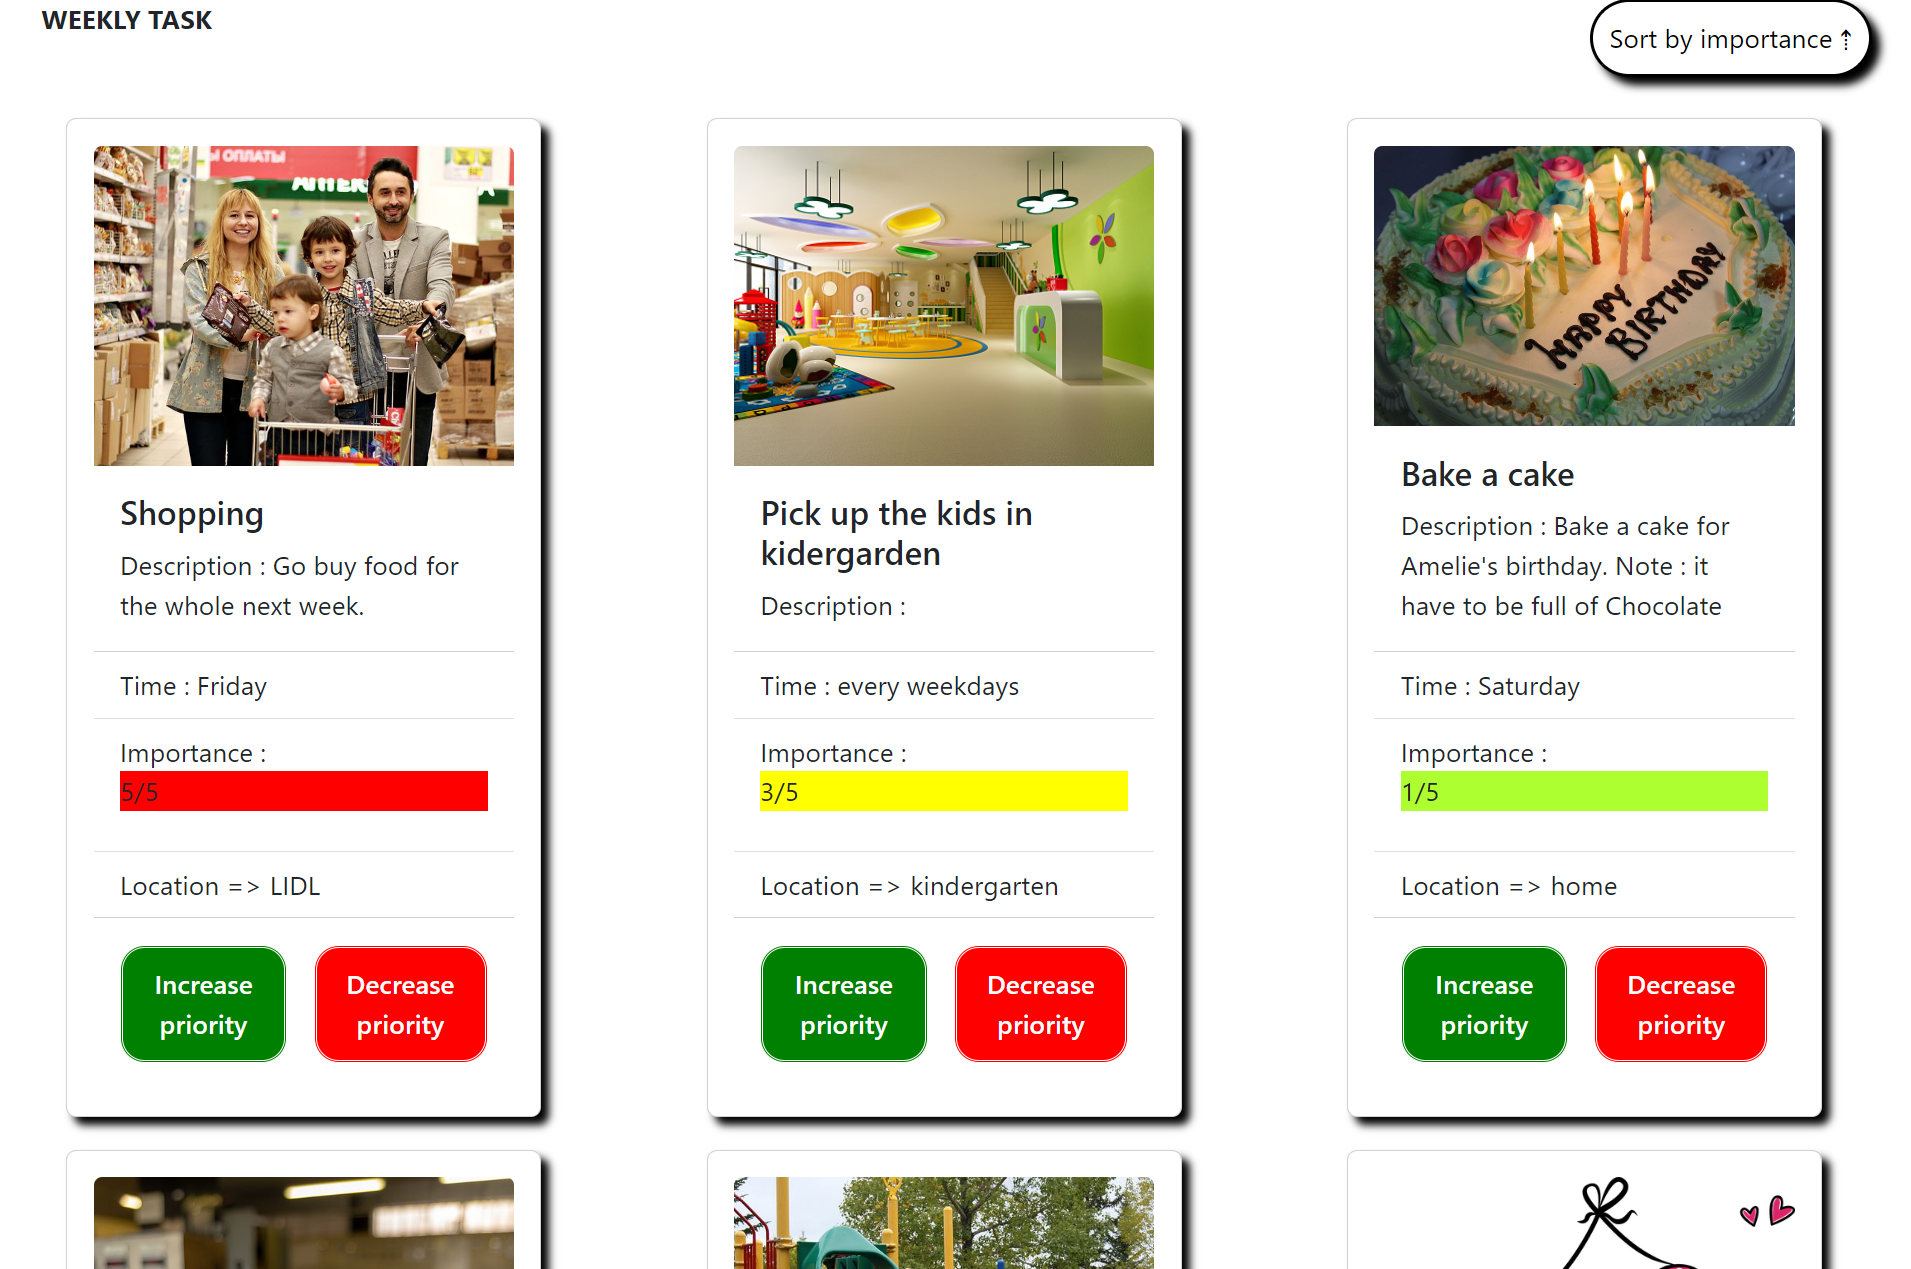 WEEKLY TASK
Sort by importance ⇡
Ы ОПЛАТЫ
Shopping
Description : Go buy food for
the whole next week.
Time : Friday
Importance :
5/5
Location => LIDL
Increase
priority
Decrease
priority
Pick up the kids in
kidergarden
Description :
Time : every weekdays
Importance :
3/5
Location => kindergarten
Increase
priority
Decrease
priority
HAPPY
BIRTHDAY
Bake a cake
Description : Bake a cake for
Amelie's birthday. Note : it
have to be full of Chocolate
Time : Saturday
Importance :
1/5
Location => home
Increase
priority
Decrease
priority